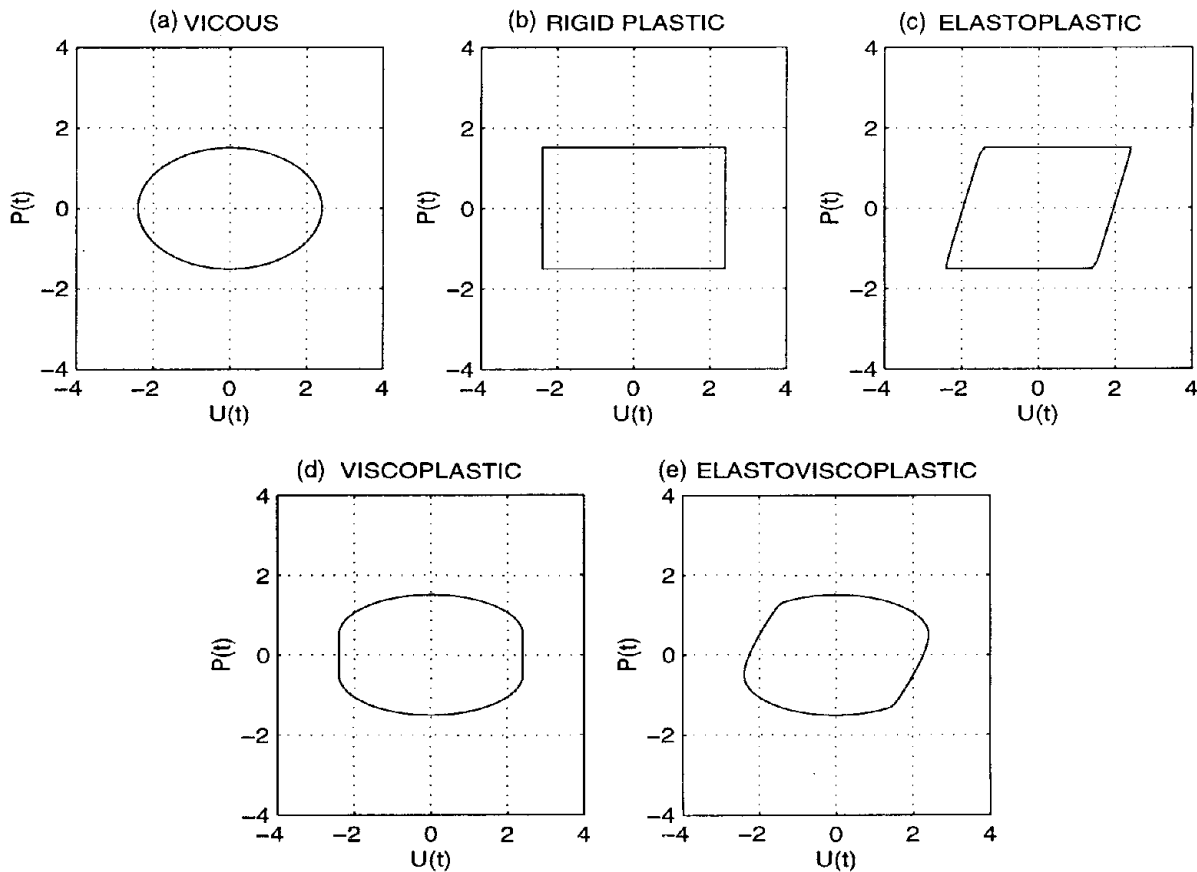 (a) VICOUS
(b) RIGID PLASTIC
(c) ELASTOPLASTIC
4
2
0
−2
−4
P(t)
−4 −2 0 2 4
U(t)
4
2
0
−2
−4
P(t)
−4 −2 0 2 4
U(t)
4
2
0
−2
−4
P(t)
−4 −2 0 2 4
U(t)
(d) VISCOPLASTIC
(e) ELASTOVISCOPLASTIC
4
2
0
−2
−4
P(t)
−4 −2 0 2 4
U(t)
4
2
0
−2
−4
P(t)
−4 −2 0 2 4
U(t)